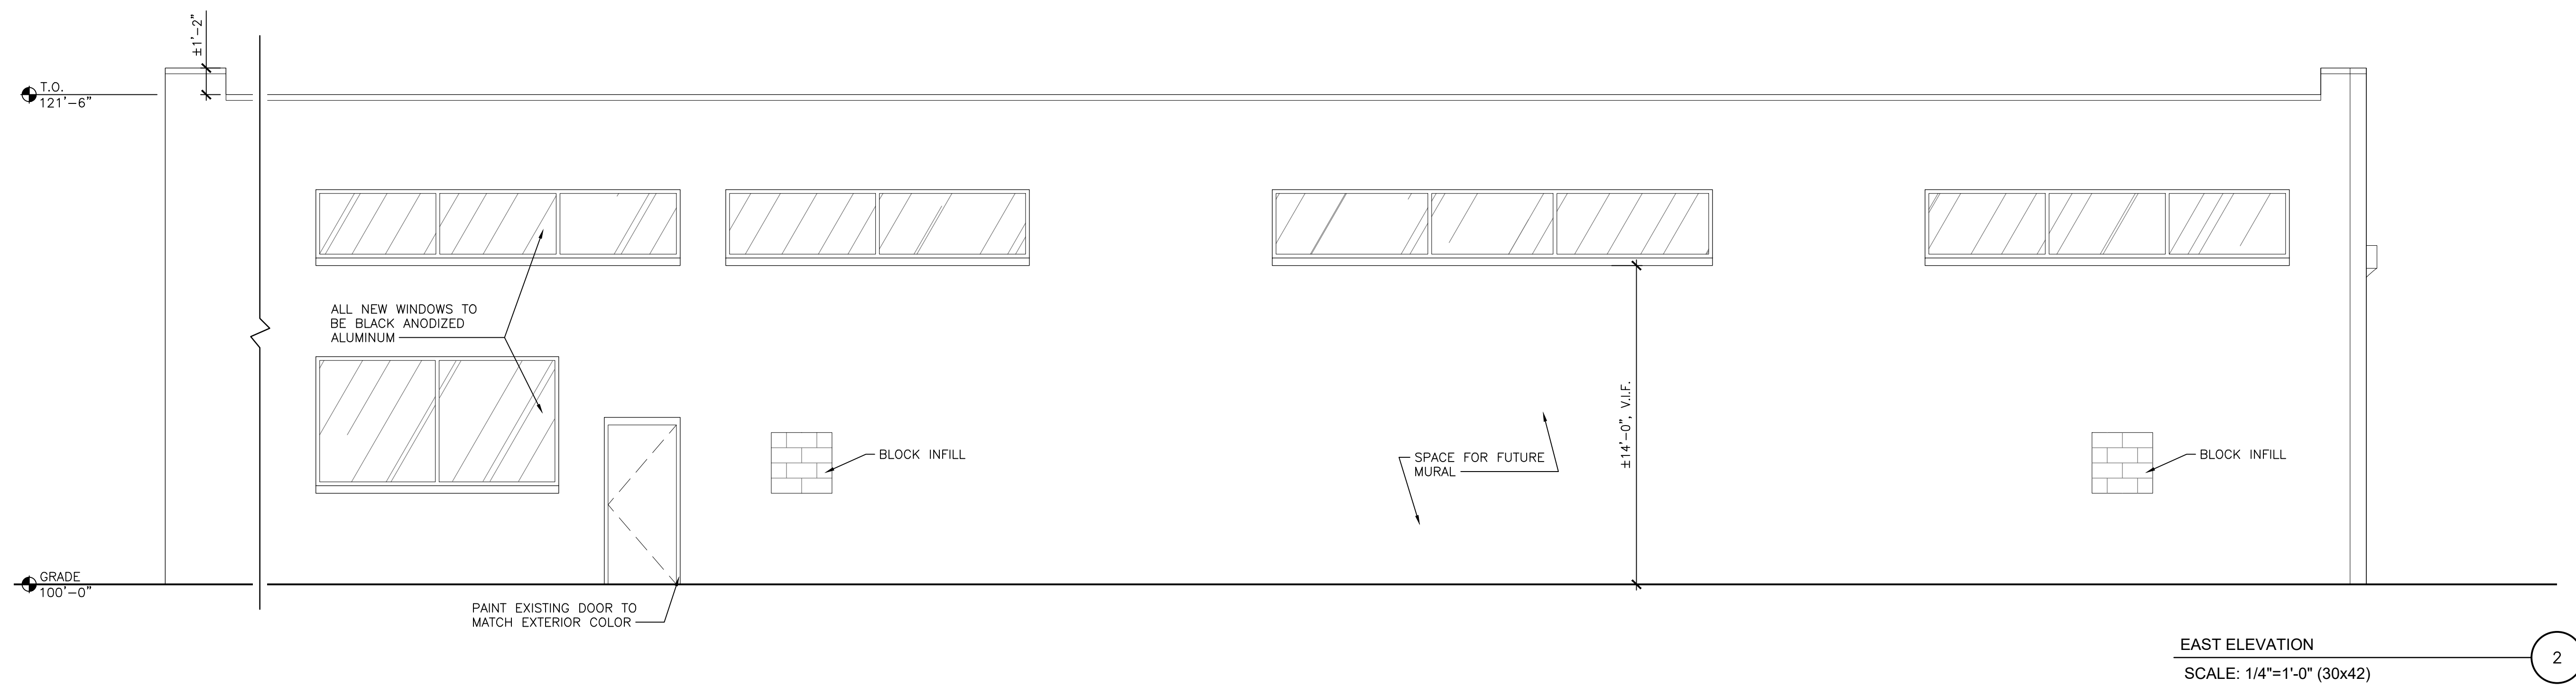 ±1'-2"
T.O.
121'-6"
ALL NEW WINDOWS TO
BE BLACK ANODIZED
ALUMINUM
±14'-0", V.I.F.
BLOCK INFILL
SPACE FOR FUTURE
MURAL
BLOCK INFILL
GRADE
100'-0"
PAINT EXISTING DOOR TO
MATCH EXTERIOR COLOR
EAST ELEVATION
2
SCALE: 1/4"=1'-0" (30x42)